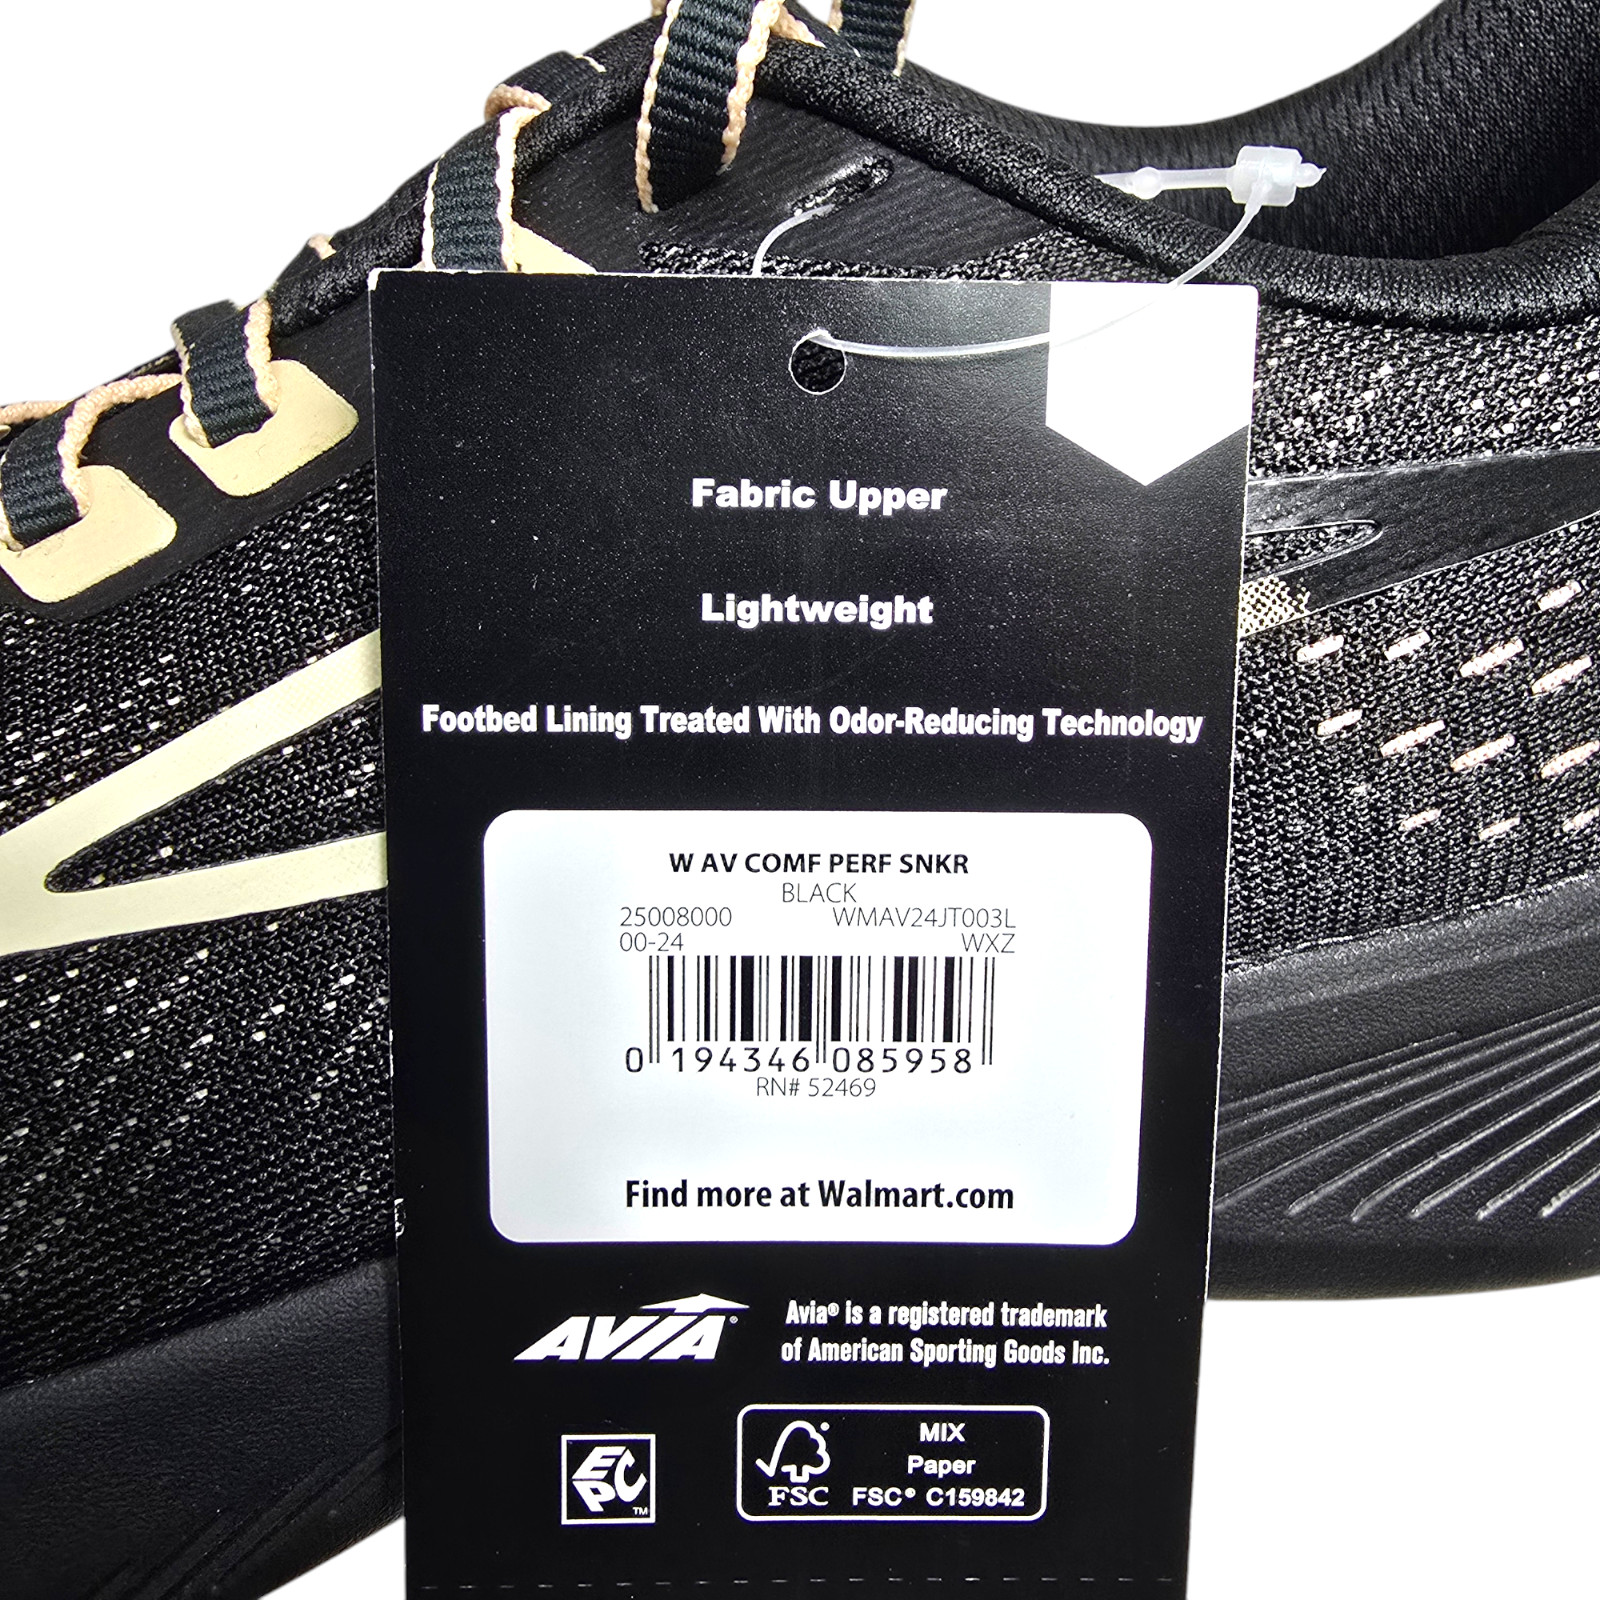 Fabric Upper
Lightweight
Footbed Lining Treated With Odor-Reducing Technology
W AV COMF PERF SNKR
BLACK
25008000 WMAV24JT003L
00-24 WXZ
0 194346 085958
RN# 52469
Find more at Walmart.com
AVIA®
Avia® is a registered trademark
of American Sporting Goods Inc.
ECPC™
FSC®
MIX
Paper
FSC® C159842